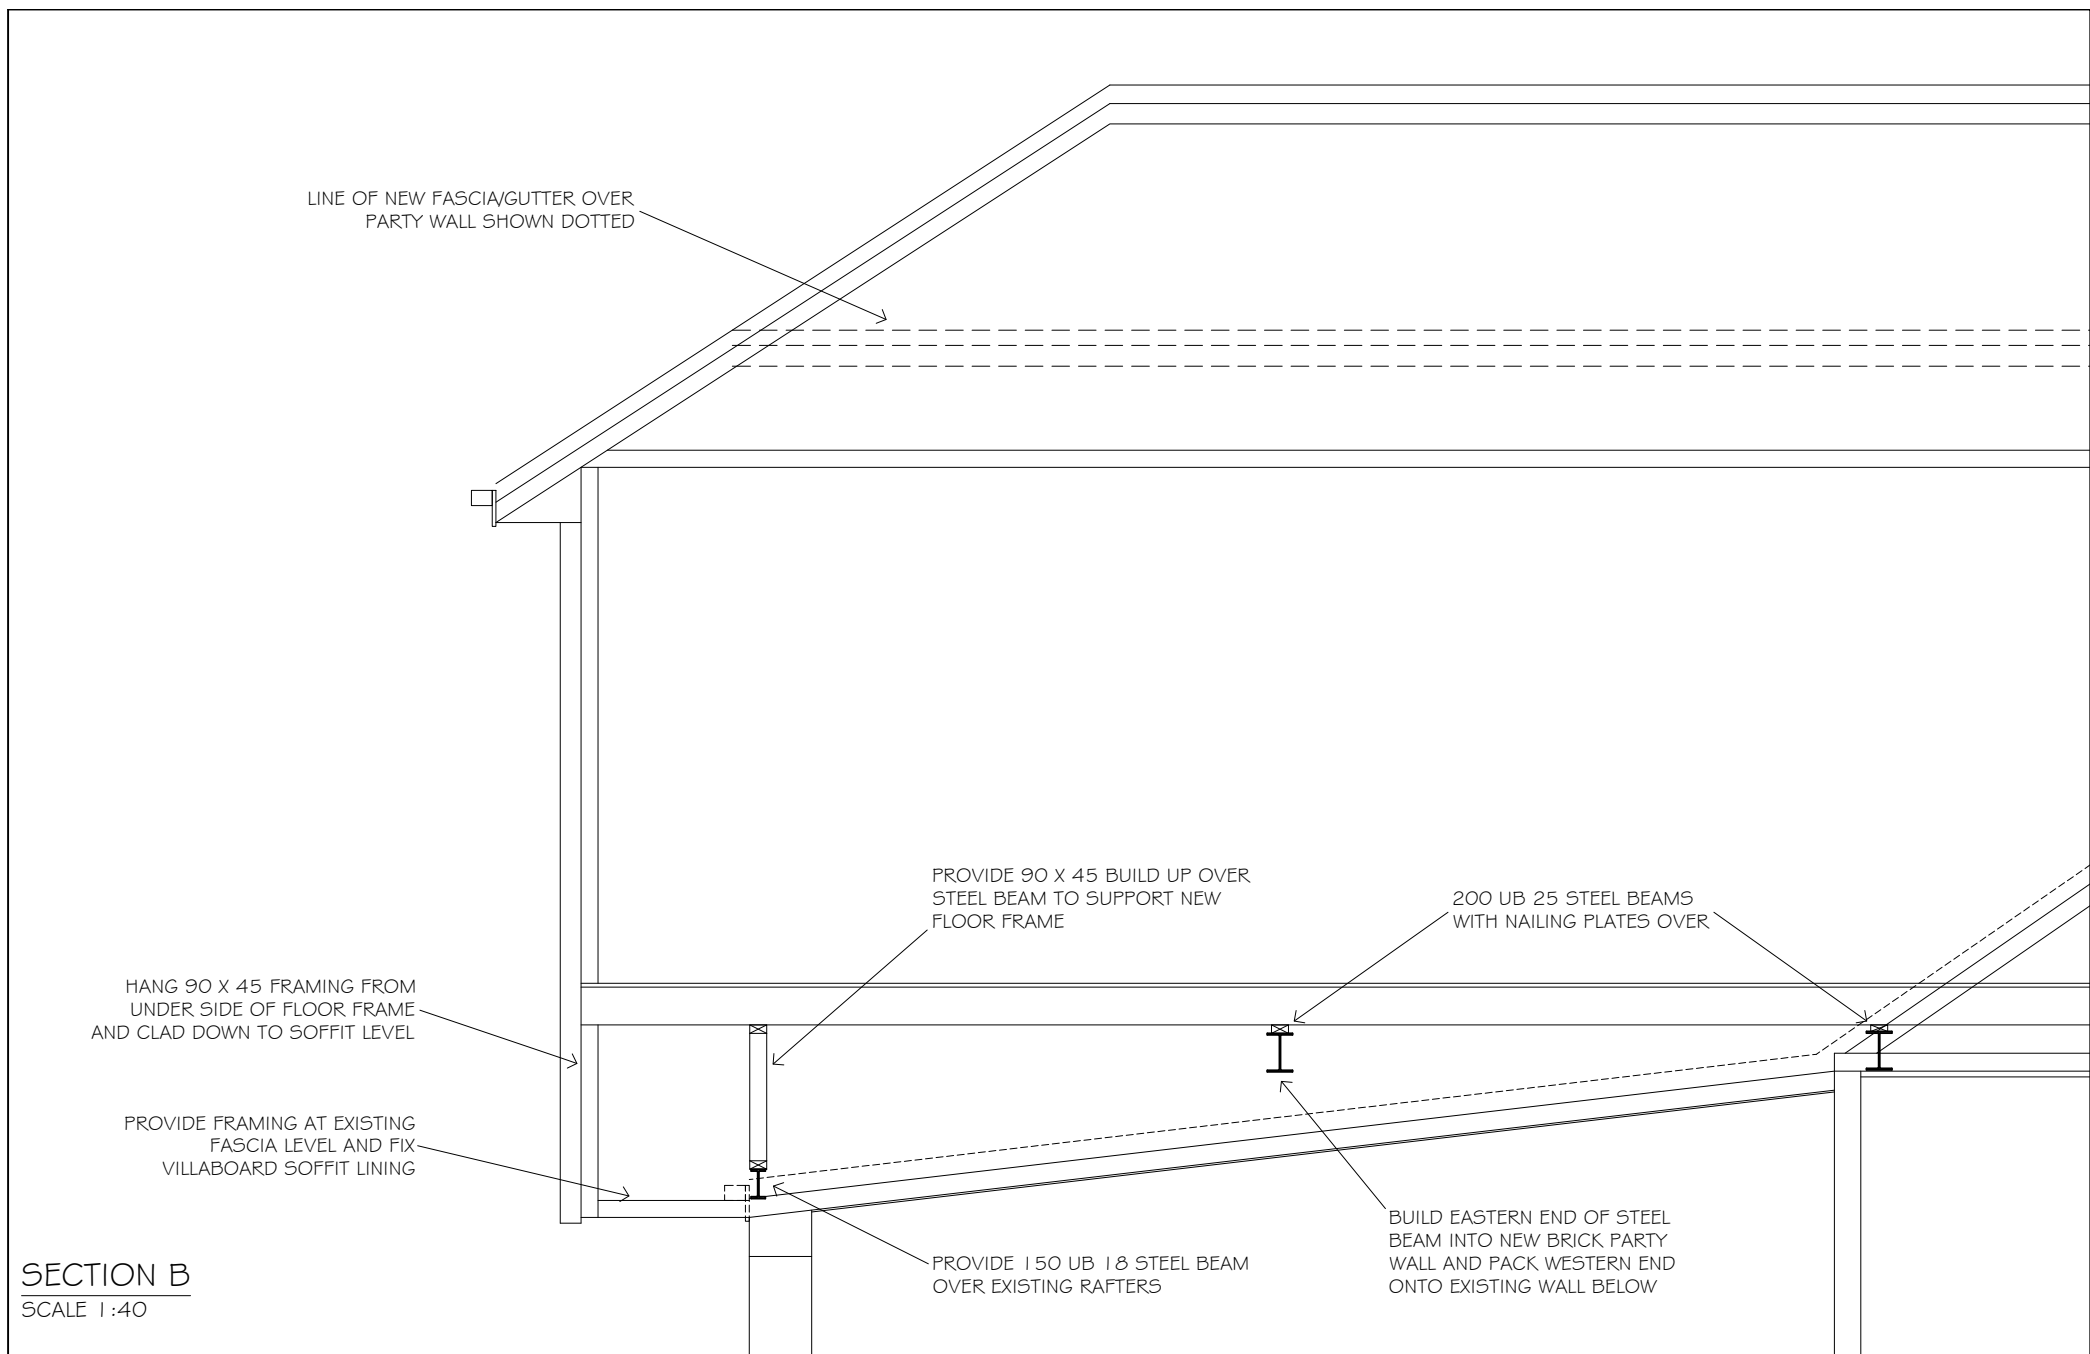 LINE OF NEW FASCIA/GUTTER OVER
PARTY WALL SHOWN DOTTED
PROVIDE 90 X 45 BUILD UP OVER
STEEL BEAM TO SUPPORT NEW
FLOOR FRAME
200 UB 25 STEEL BEAMS
WITH NAILING PLATES OVER
HANG 90 X 45 FRAMING FROM
UNDER SIDE OF FLOOR FRAME
AND CLAD DOWN TO SOFFIT LEVEL
PROVIDE FRAMING AT EXISTING
FASCIA LEVEL AND FIX
VILLABOARD SOFFIT LINING
PROVIDE 150 UB 18 STEEL BEAM
OVER EXISTING RAFTERS
BUILD EASTERN END OF STEEL
BEAM INTO NEW BRICK PARTY
WALL AND PACK WESTERN END
ONTO EXISTING WALL BELOW
SECTION B
SCALE 1:40